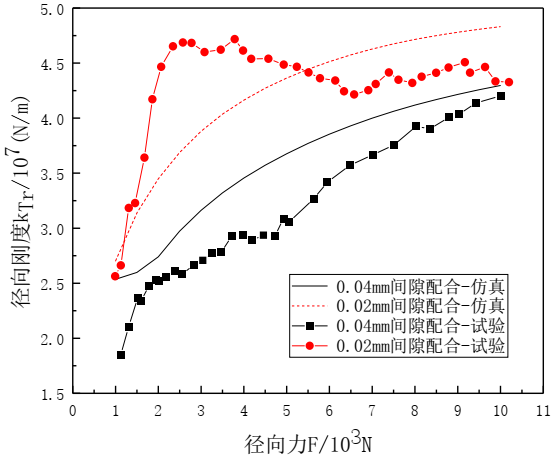 5.0
4.5
4.0
3.5
3.0
2.5
2.0
1.5
径向刚度kTr/10^7(N/m)
0.04mm间隙配合-仿真
0.02mm间隙配合-仿真
0.04mm间隙配合-试验
0.02mm间隙配合-试验
0 1 2 3 4 5 6 7 8 9 10 11
径向力F/10^3N